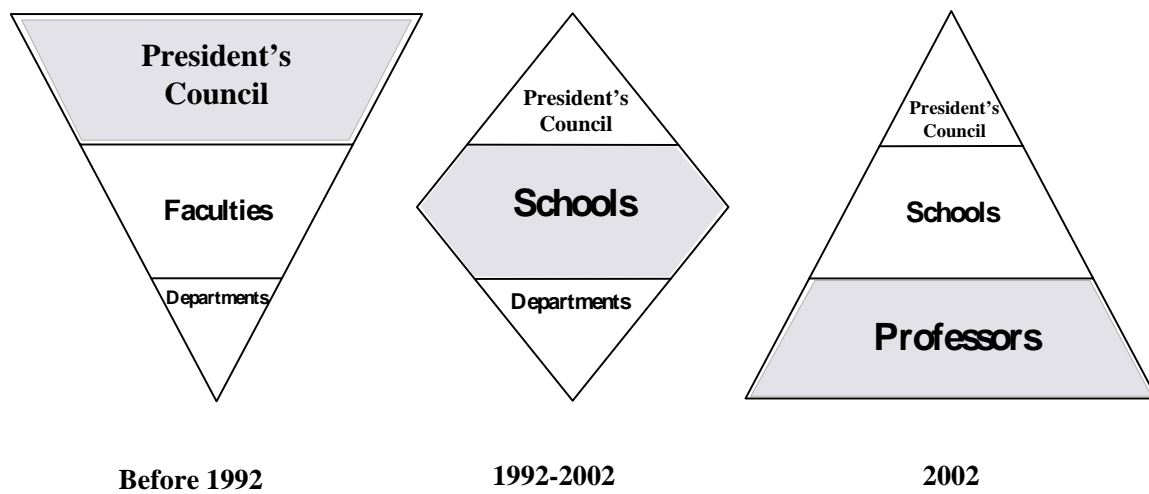 President’s
Council
Faculties
Departments
Before 1992
President’s
Council
Schools
Departments
1992-2002
President’s
Council
Schools
Professors
2002